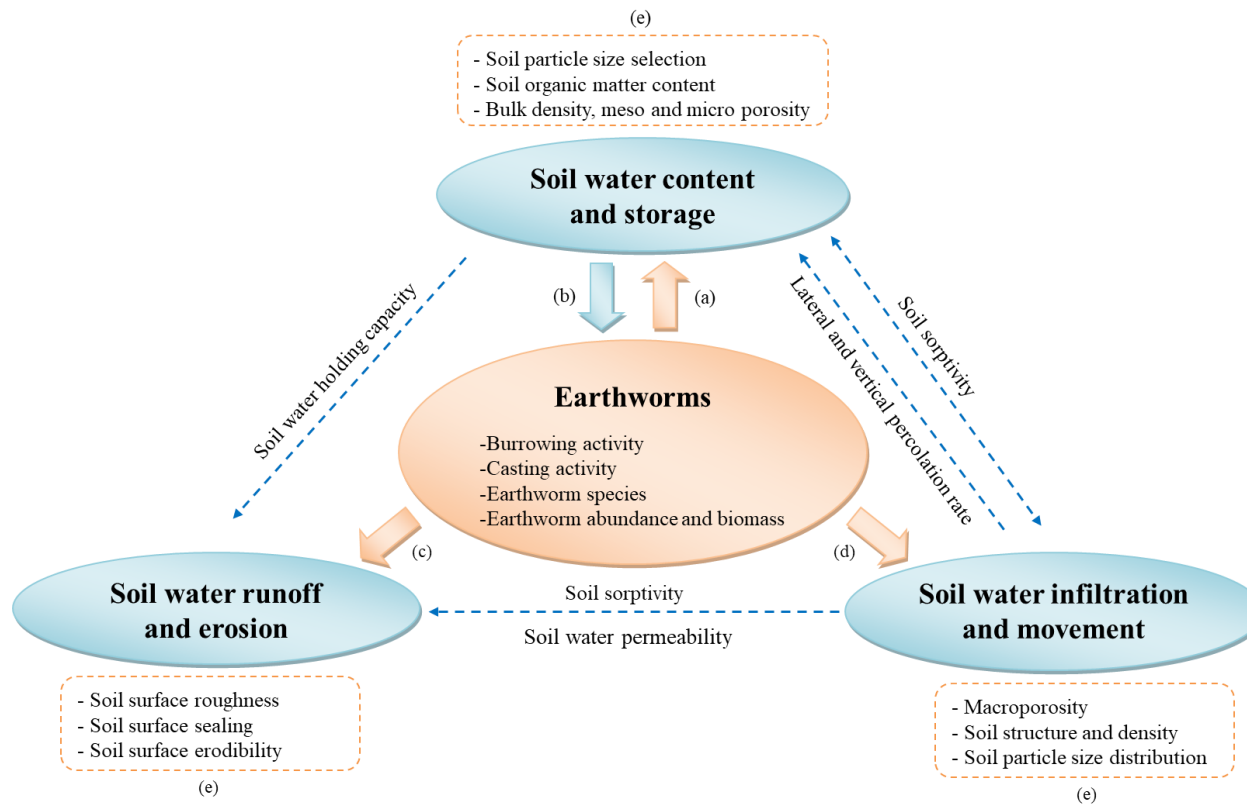 (e)
- Soil particle size selection
- Soil organic matter content
- Bulk density, meso and micro porosity
Soil water content
and storage
(b)
(a)
Soil water holding capacity
Lateral and vertical percolation rate
Soil sorptivity
Earthworms
-Burrowing activity
-Casting activity
-Earthworm species
-Earthworm abundance and biomass
(c)
(d)
Soil water runoff
and erosion
Soil sorptivity
Soil water permeability
Soil water infiltration
and movement
- Soil surface roughness
- Soil surface sealing
- Soil surface erodibility
(e)
- Macroporosity
- Soil structure and density
- Soil particle size distribution
(e)